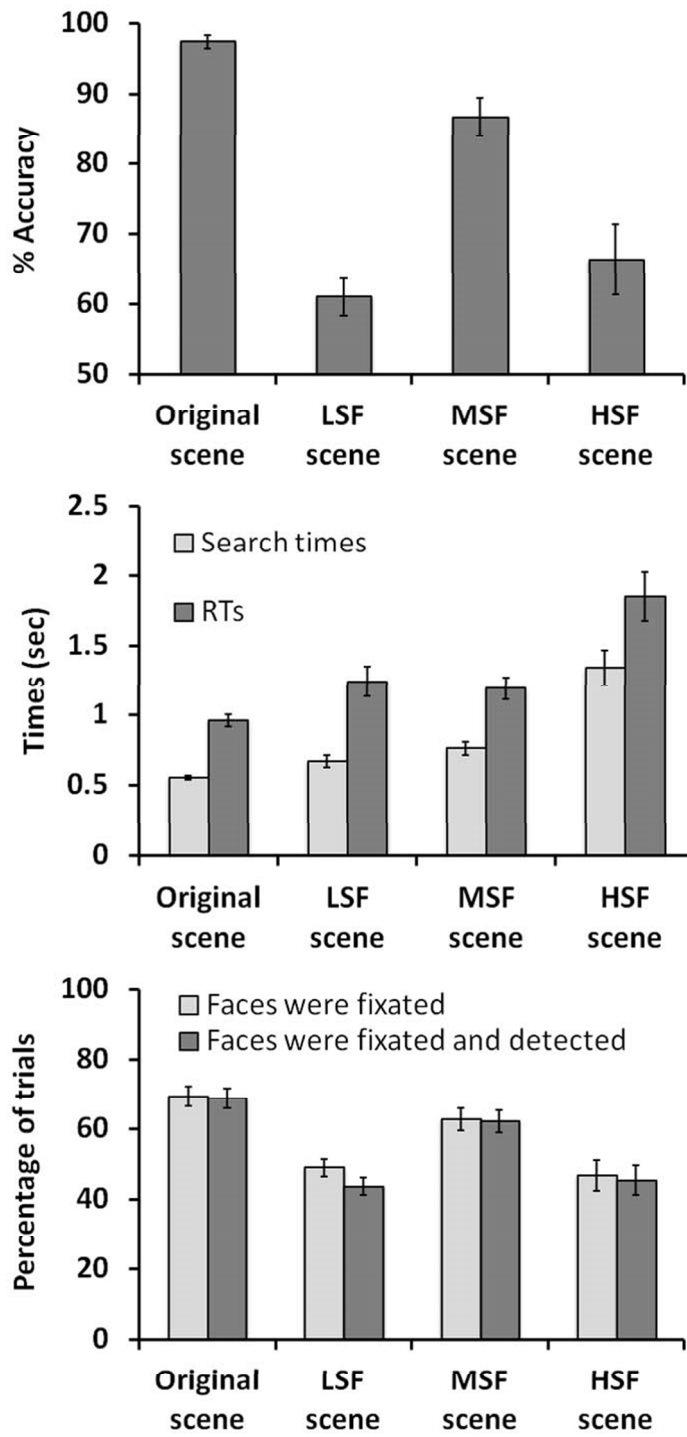 % Accuracy
100
90
80
70
60
50
Original scene
LSF scene
MSF scene
HSF scene
Times (sec)
2.5
2
1.5
1
0.5
0
Search times
RTs
Original scene
LSF scene
MSF scene
HSF scene
Percentage of trials
100
80
60
40
20
0
Faces were fixated
Faces were fixated and detected
Original scene
LSF scene
MSF scene
HSF scene